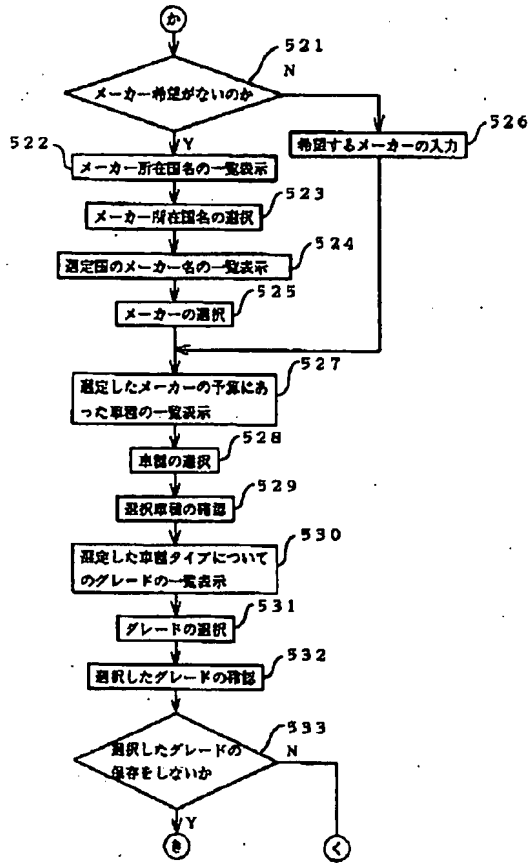 か
521
メーカー希望がないのか
N
526
希望するメーカーの入力
Y
522
メーカー所在国名の一覧表示
523
メーカー所在国名の選択
524
選定国のメーカー名の一覧表示
525
メーカーの選択
527
選定したメーカーの予算にあ
った車種の一覧表示
528
車種の選択
529
選択車種の確認
530
選定した車種タイプについて
のグレードの一覧表示
531
グレードの選択
532
選択したグレードの確認
533
選択したグレードの
保存をしないか
N
Y
き
く